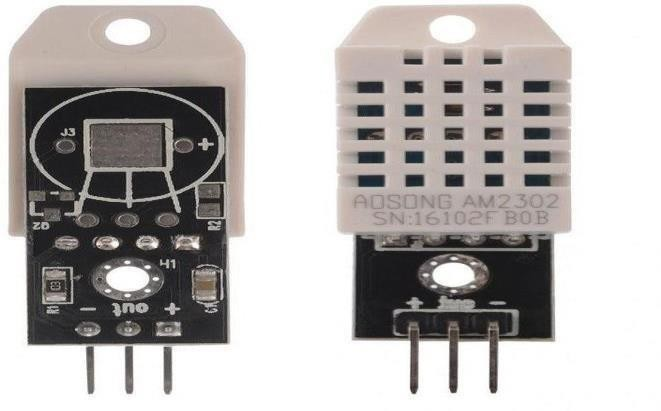 J3
+
Q2
R2
H1
R1
C1
- out +
AOSONG AM2302
SN:16102F B0B
+ out -